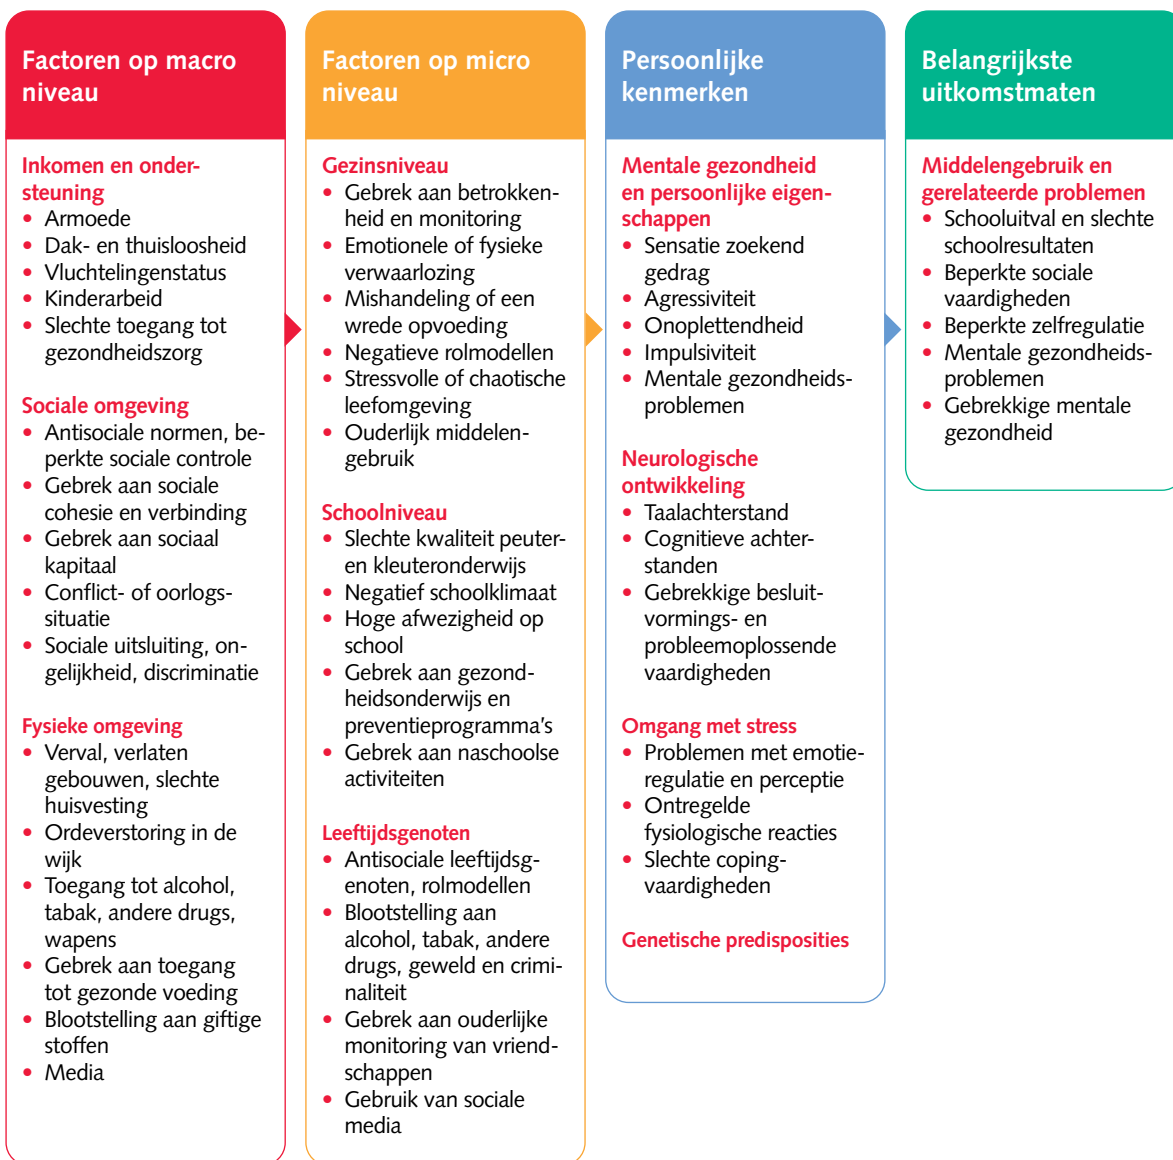 Factoren op macro
niveau
Inkomen en onder-
steuning
• Armoede
• Dak- en thuisloosheid
• Vluchtelingenstatus
• Kinderarbeid
• Slechte toegang tot
gezondheidszorg
Sociale omgeving
• Antisociale normen, be-
perkte sociale controle
• Gebrek aan sociale
cohesie en verbinding
• Gebrek aan sociaal
kapitaal
• Conflict- of oorlogs-
situatie
• Sociale uitsluiting, on-
gelijkheid, discriminatie
Fysieke omgeving
• Verval, verlaten
gebouwen, slechte
huisvesting
• Ordeverstoring in de
wijk
• Toegang tot alcohol,
tabak, andere drugs,
wapens
• Gebrek aan toegang
tot gezonde voeding
• Blootstelling aan giftige
stoffen
• Media
Factoren op micro
niveau
Gezinsniveau
• Gebrek aan betrokken-
heid en monitoring
• Emotionele of fysieke
verwaarlozing
• Mishandeling of een
wrede opvoeding
• Negatieve rolmodellen
• Stressvolle of chaotische
leefomgeving
• Ouderlijk middelen-
gebruik
Schoolniveau
• Slechte kwaliteit peuter-
en kleuteronderwijs
• Negatief schoolklimaat
• Hoge afwezigheid op
school
• Gebrek aan gezond-
heidsonderwijs en
preventieprogramma's
• Gebrek aan naschoolse
activiteiten
Leeftijdsgenoten
• Antisociale leeftijdsg-
enoten, rolmodellen
• Blootstelling aan
alcohol, tabak, andere
drugs, geweld en crimi-
naliteit
• Gebrek aan ouderlijke
monitoring van vriend-
schappen
• Gebruik van sociale
media
Persoonlijke
kenmerken
Mentale gezondheid
en persoonlijke eigen-
schappen
• Sensatie zoekend
gedrag
• Agressiviteit
• Onoplettendheid
• Impulsiviteit
• Mentale gezondheids-
problemen
Neurologische
ontwikkeling
• Taalachterstand
• Cognitieve achter-
standen
• Gebrekkige besluit-
vormings- en
probleemoplossende
vaardigheden
Omgang met stress
• Problemen met emotie-
regulatie en perceptie
• Ontregelde
fysiologische reacties
• Slechte coping-
vaardigheden
Genetische predisposities
Belangrijkste
uitkomstmaten
Middelengebruik en
gerelateerde problemen
• Schooluitval en slechte
schoolresultaten
• Beperkte sociale
vaardigheden
• Beperkte zelfregulatie
• Mentale gezondheids-
problemen
• Gebrekkige mentale
gezondheid